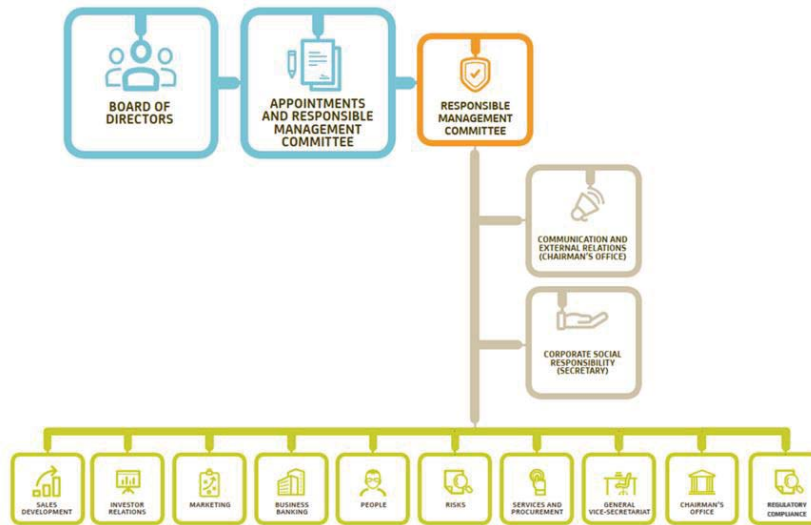 BOARD OF
DIRECTORS
APPOINTMENTS
AND RESPONSIBLE
MANAGEMENT
COMMITTEE
RESPONSIBLE
MANAGEMENT
COMMITTEE
COMMUNICATION AND
EXTERNAL RELATIONS
(CHAIRMAN'S OFFICE)
CORPORATE SOCIAL
RESPONSIBILITY
(SECRETARY)
SALES
DEVELOPMENT
INVESTOR
RELATIONS
MARKETING
BUSINESS
BANKING
PEOPLE
RISKS
SERVICES AND
PROCUREMENT
GENERAL
VICE-SECRETARIAT
CHAIRMAN'S
OFFICE
REGULATORY
COMPLIANCE